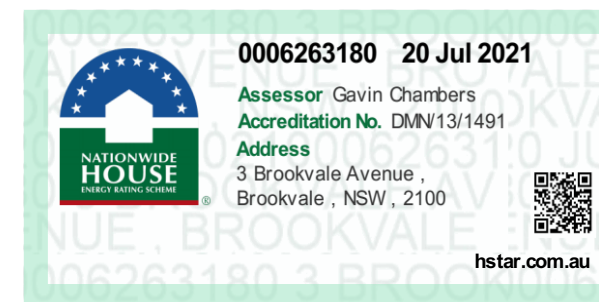 0006263180 20 Jul 2021
Assessor Gavin Chambers
Accreditation No. DMN/13/1491
Address
3 Brookvale Avenue ,
Brookvale , NSW , 2100
NATIONWIDE
HOUSE
ENERGY RATING SCHEME
®
hstar.com.au